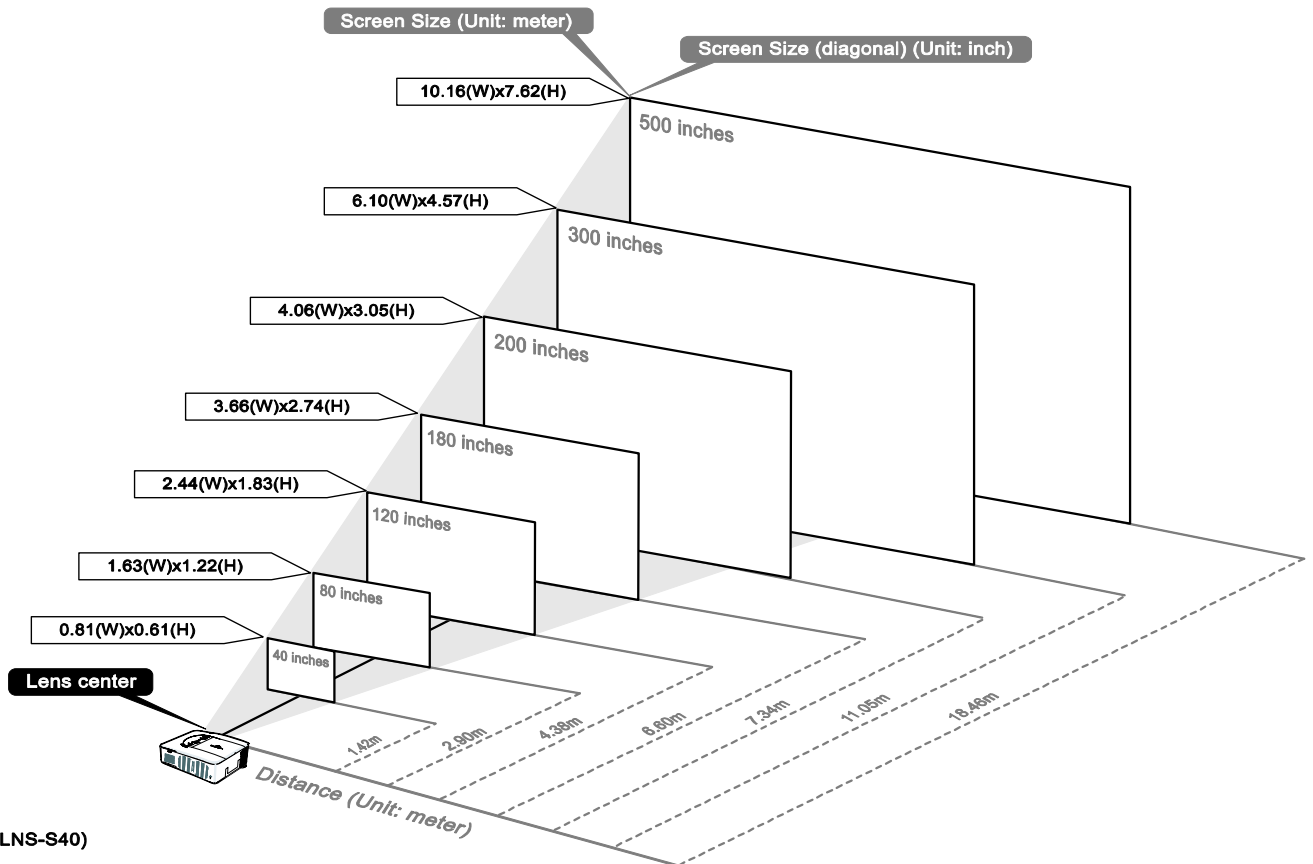 Screen Size (Unit: meter)
Screen Size (diagonal) (Unit: inch)
10.16(W)x7.62(H)
500 inches
6.10(W)x4.57(H)
300 inches
4.06(W)x3.05(H)
200 inches
3.66(W)x2.74(H)
180 inches
2.44(W)x1.83(H)
120 inches
1.63(W)x1.22(H)
80 inches
0.81(W)x0.61(H)
40 inches
Lens center
1.42m
2.90m
4.38m
6.60m
7.34m
11.05m
18.46m
Distance (Unit: meter)
LNS-S40)